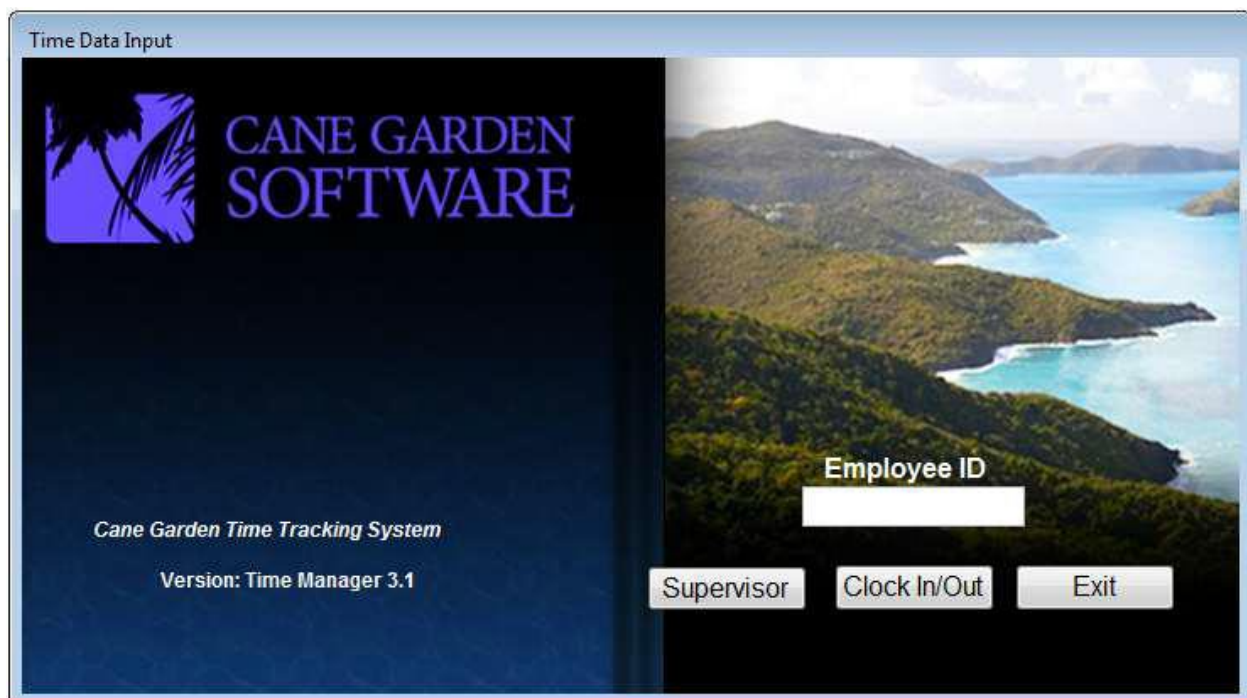 Time Data Input
CANE GARDEN
SOFTWARE
Employee ID
Cane Garden Time Tracking System
Version: Time Manager 3.1
Supervisor
Clock In/Out
Exit